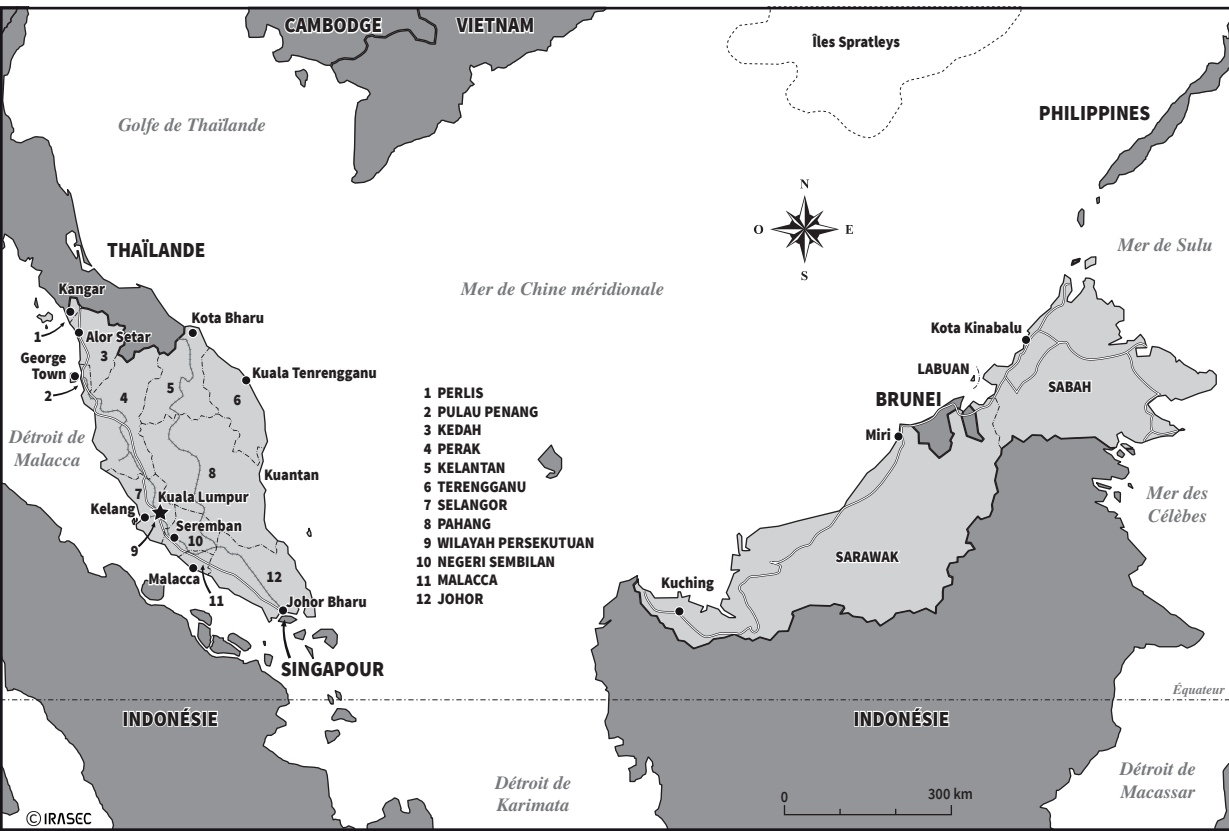 CAMBODGE
VIETNAM
Îles Spratleys
PHILIPPINES
Golfe de Thaïlande
N
O
E
S
Mer de Sulu
THAÏLANDE
Mer de Chine méridionale
Kangar
1
Alor Setar
3
George
Town
2
Kota Bharu
Kuala Tenrengganu
4
5
6
Détroit de
Malacca
8
Kuantan
7
Kuala Lumpur
Kelang
Seremban
10
9
Malacca
11
12
Johor Bharu
SINGAPOUR
1 PERLIS
2 PULAU PENANG
3 KEDAH
4 PERAK
5 KELANTAN
6 TERENGGANU
7 SELANGOR
8 PAHANG
9 WILAYAH PERSEKUTUAN
10 NEGERI SEMBILAN
11 MALACCA
12 JOHOR
Kota Kinabalu
LABUAN
SABAH
BRUNEI
Miri
Mer des
Célèbes
SARAWAK
Kuching
Équateur
INDONÉSIE
INDONÉSIE
Détroit de
Karimata
Détroit de
Macassar
0
300 km
© IRASEC